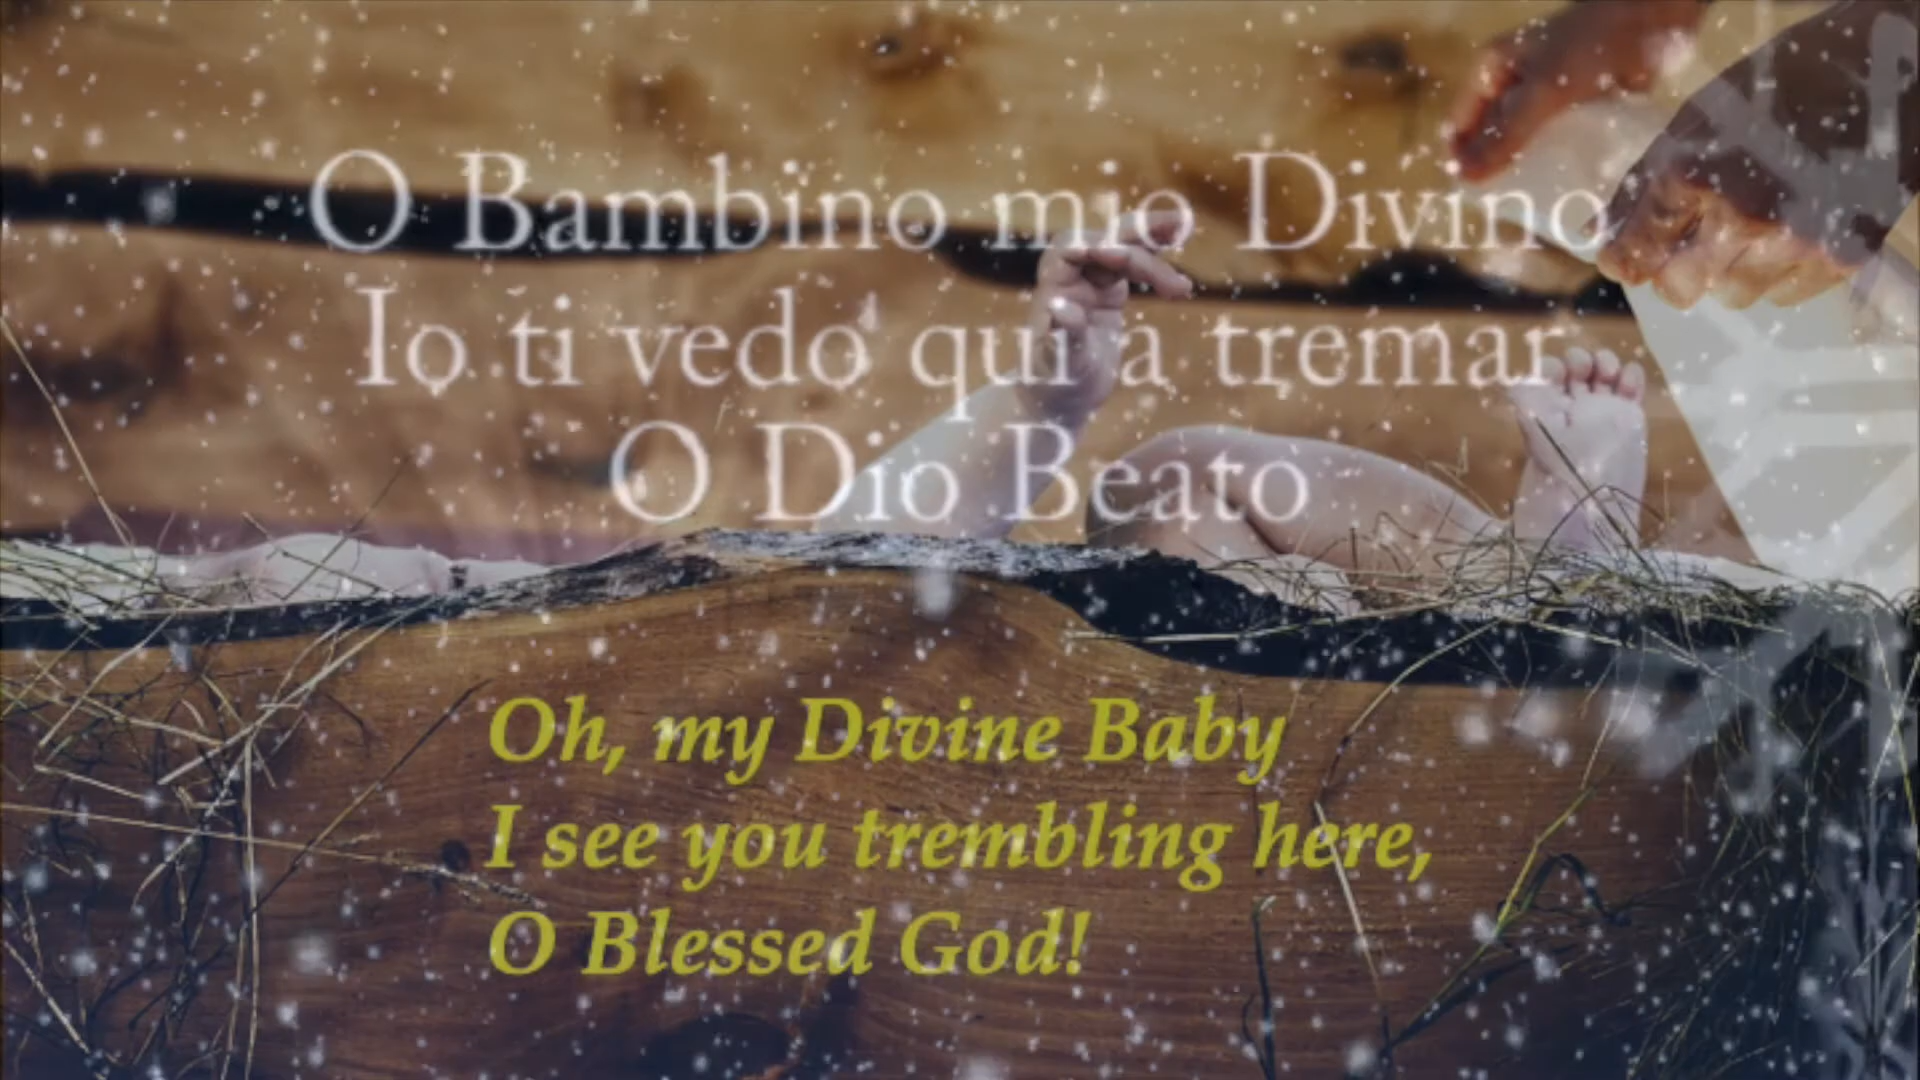 O Bambino mio Divino
Io ti vedo qui a tremar
O Dio Beato
Oh, my Divine Baby
I see you trembling here,
O Blessed God!